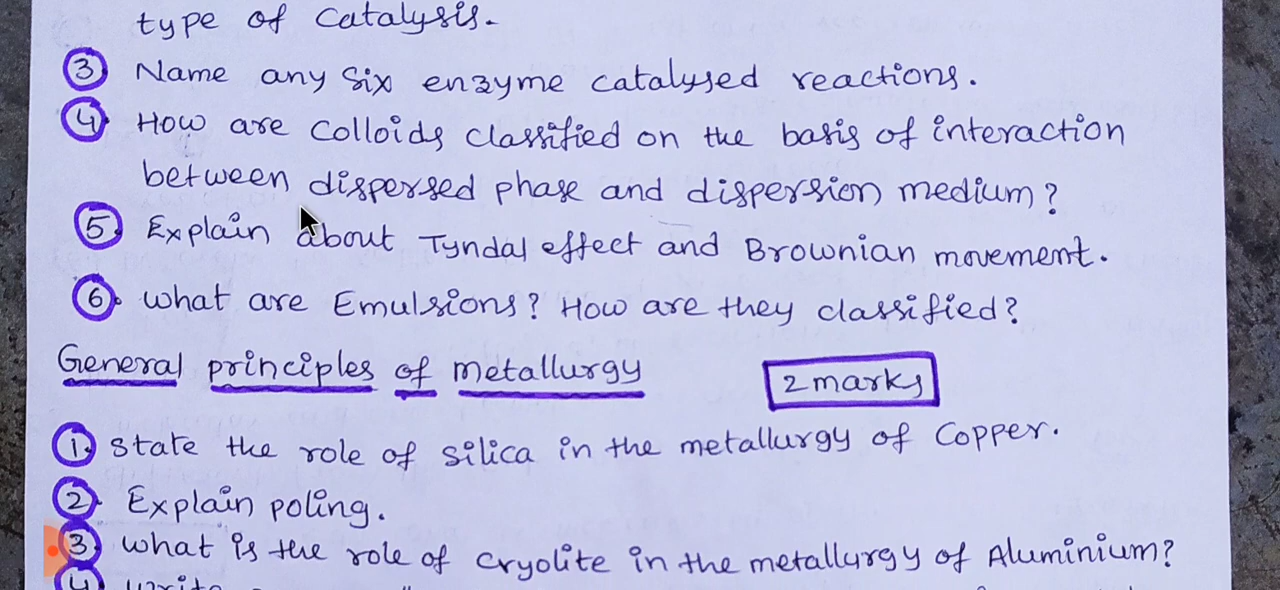 type of Catalysis.
3 Name any Six enzyme catalysed reactions.
4 How are Colloids classified on the basis of interaction
between dispersed phase and dispersion medium?
5. Explain about Tyndal effect and Brownian movement.
6. what are Emulsions? How are they classified?
General principles of metallurgy 2 marks
1. State the role of silica in the metallurgy of Copper.
2. Explain poling.
3. what is the role of cryolite in the metallurgy of Aluminium?
4